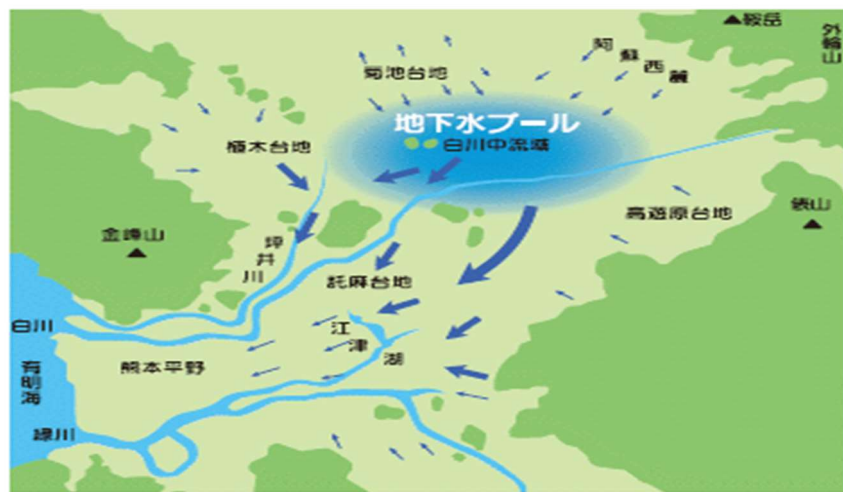 鞍岳
外輪山
阿蘇西麓
菊池台地
地下水プール
白川中流域
植木台地
高遊原台地
俵山
金峰山
坪井川
託麻台地
白川
江津湖
熊本平野
有明海
緑川